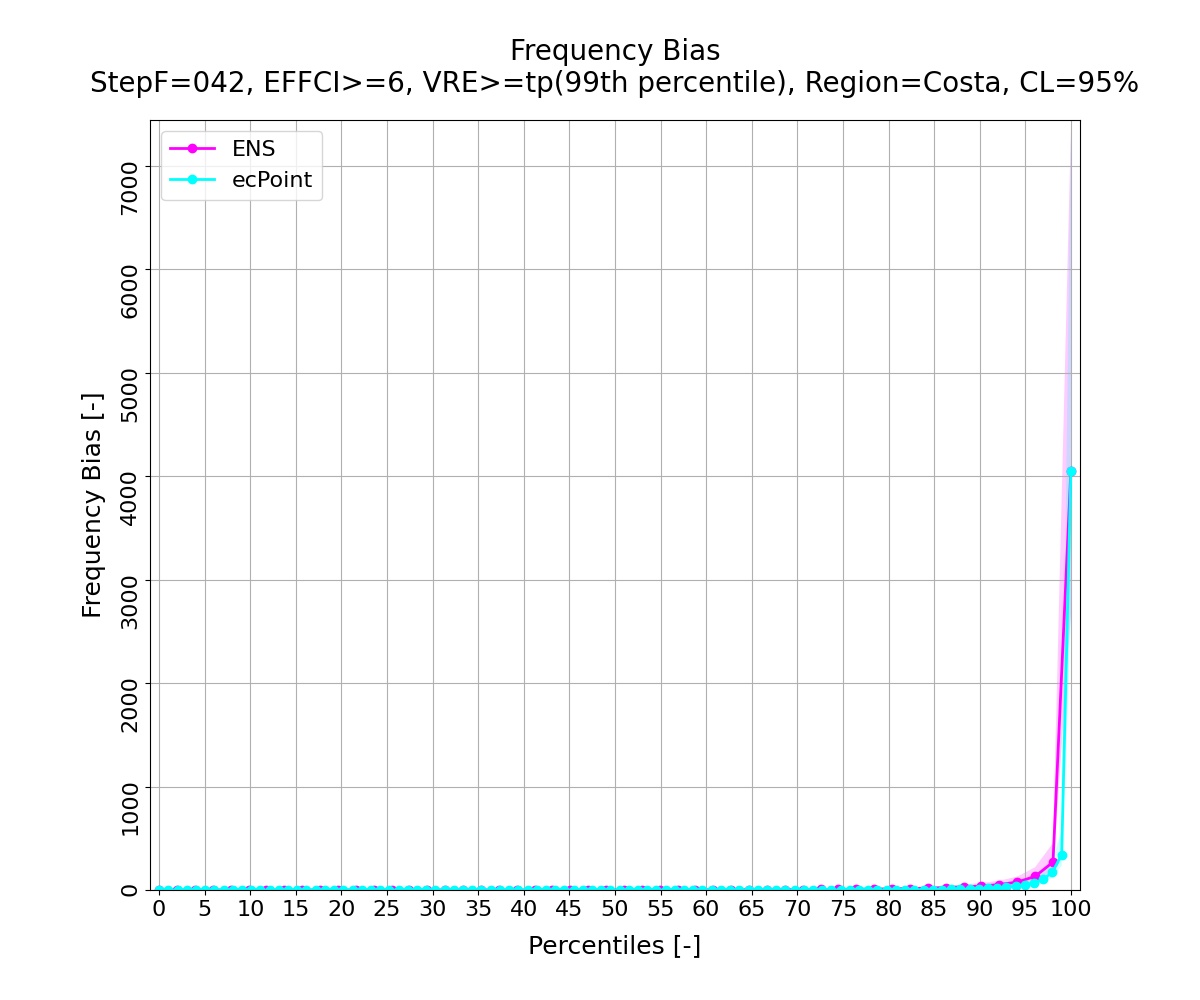 Frequency Bias
StepF=042, EFFCI>=6, VRE>=tp(99th percentile), Region=Costa, CL=95%
ENS
ecPoint
Frequency Bias [-]
7000
6000
5000
4000
3000
2000
1000
0
0 5 10 15 20 25 30 35 40 45 50 55 60 65 70 75 80 85 90 95 100
Percentiles [-]